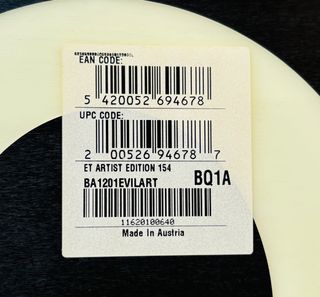 EAN CODE:
5 420052 694678
UPC CODE:
2 00526 94678 7
ET ARTIST EDITION 154
BA1201EVILART BQ1A
11620100640
Made In Austria